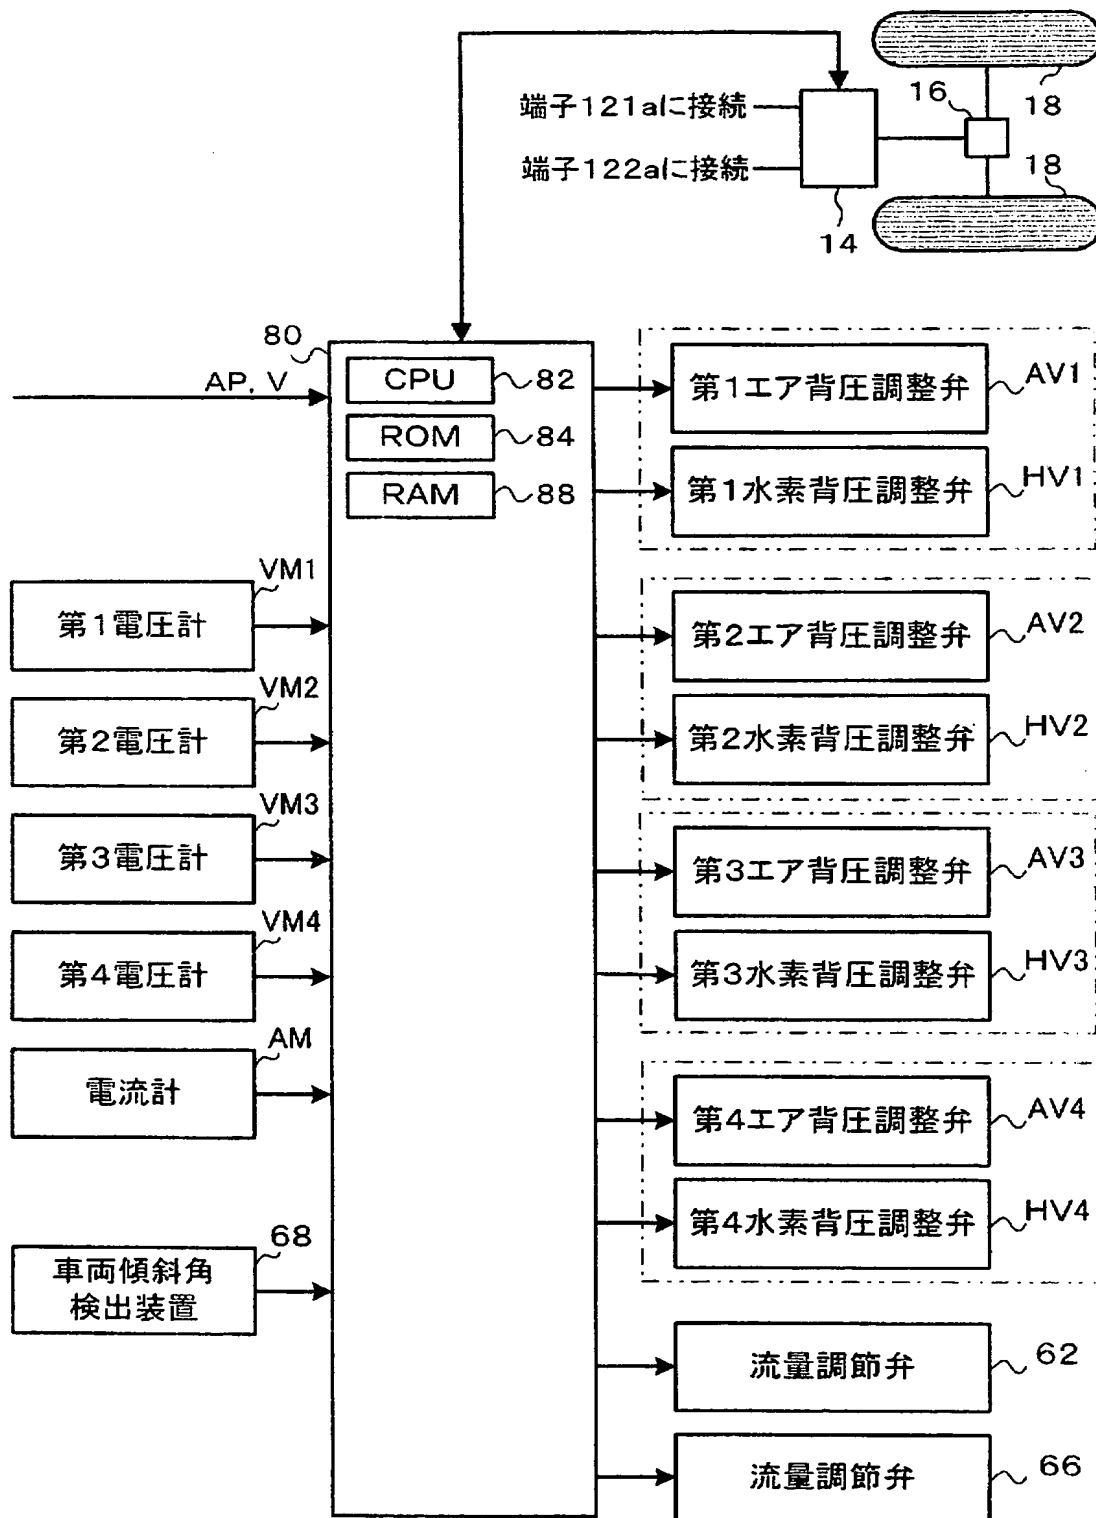 端子121aに接続
端子122aに接続
14
16
18
18
80
AP, V
CPU
82
ROM
84
RAM
88
第1電圧計
VM1
第2電圧計
VM2
第3電圧計
VM3
第4電圧計
VM4
電流計
AM
車両傾斜角
検出装置
68
第1エア背圧調整弁
AV1
第1水素背圧調整弁
HV1
第2エア背圧調整弁
AV2
第2水素背圧調整弁
HV2
第3エア背圧調整弁
AV3
第3水素背圧調整弁
HV3
第4エア背圧調整弁
AV4
第4水素背圧調整弁
HV4
流量調節弁
62
流量調節弁
66